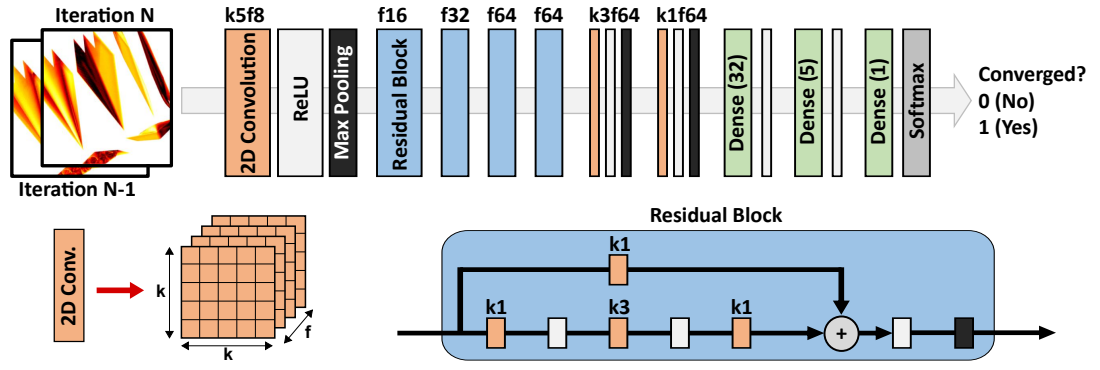 Iteration N
Iteration N-1
k5f8
f16
f32
f64
f64
k3f64
k1f64
2D Convolution
ReLU
Max Pooling
Residual Block
Dense (32)
Dense (5)
Dense (1)
Softmax
Converged?
0 (No)
1 (Yes)
2D Conv.
k
k
f
Residual Block
k1
k1
k3
k1
+